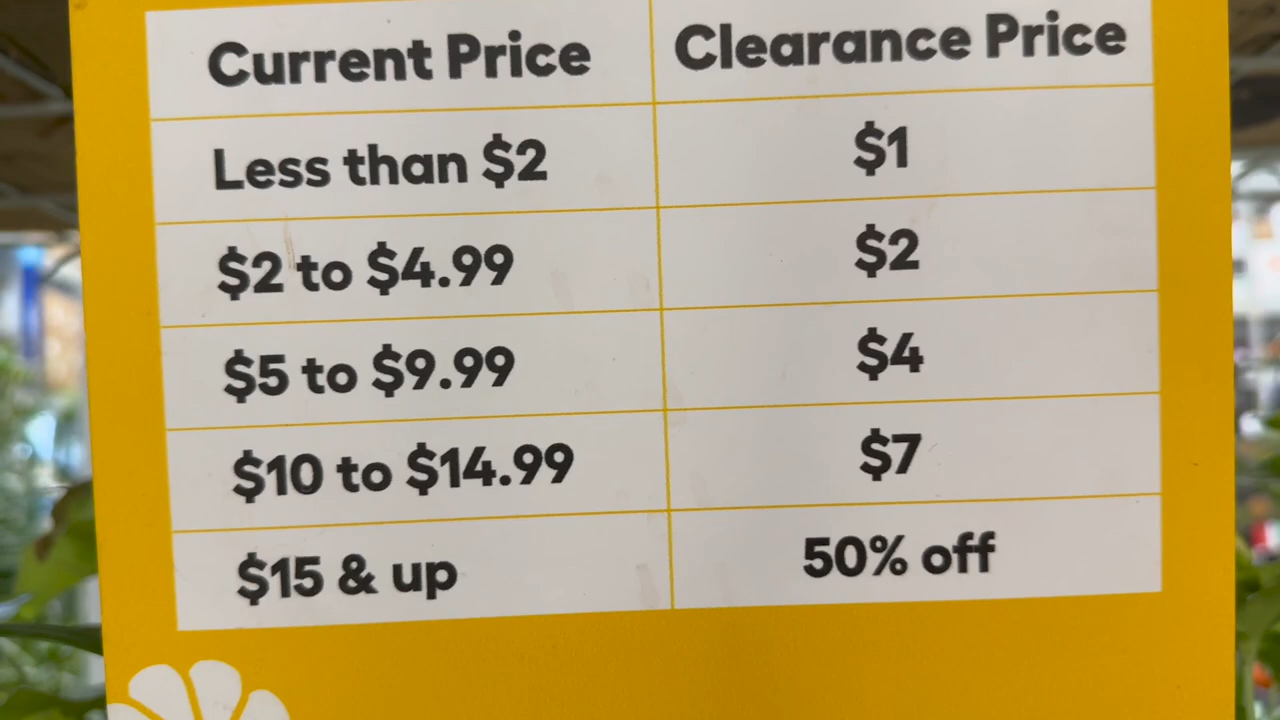 Current Price Clearance Price
Less than $2 $1
$2 to $4.99 $2
$5 to $9.99 $4
$10 to $14.99 $7
$15 & up 50% off